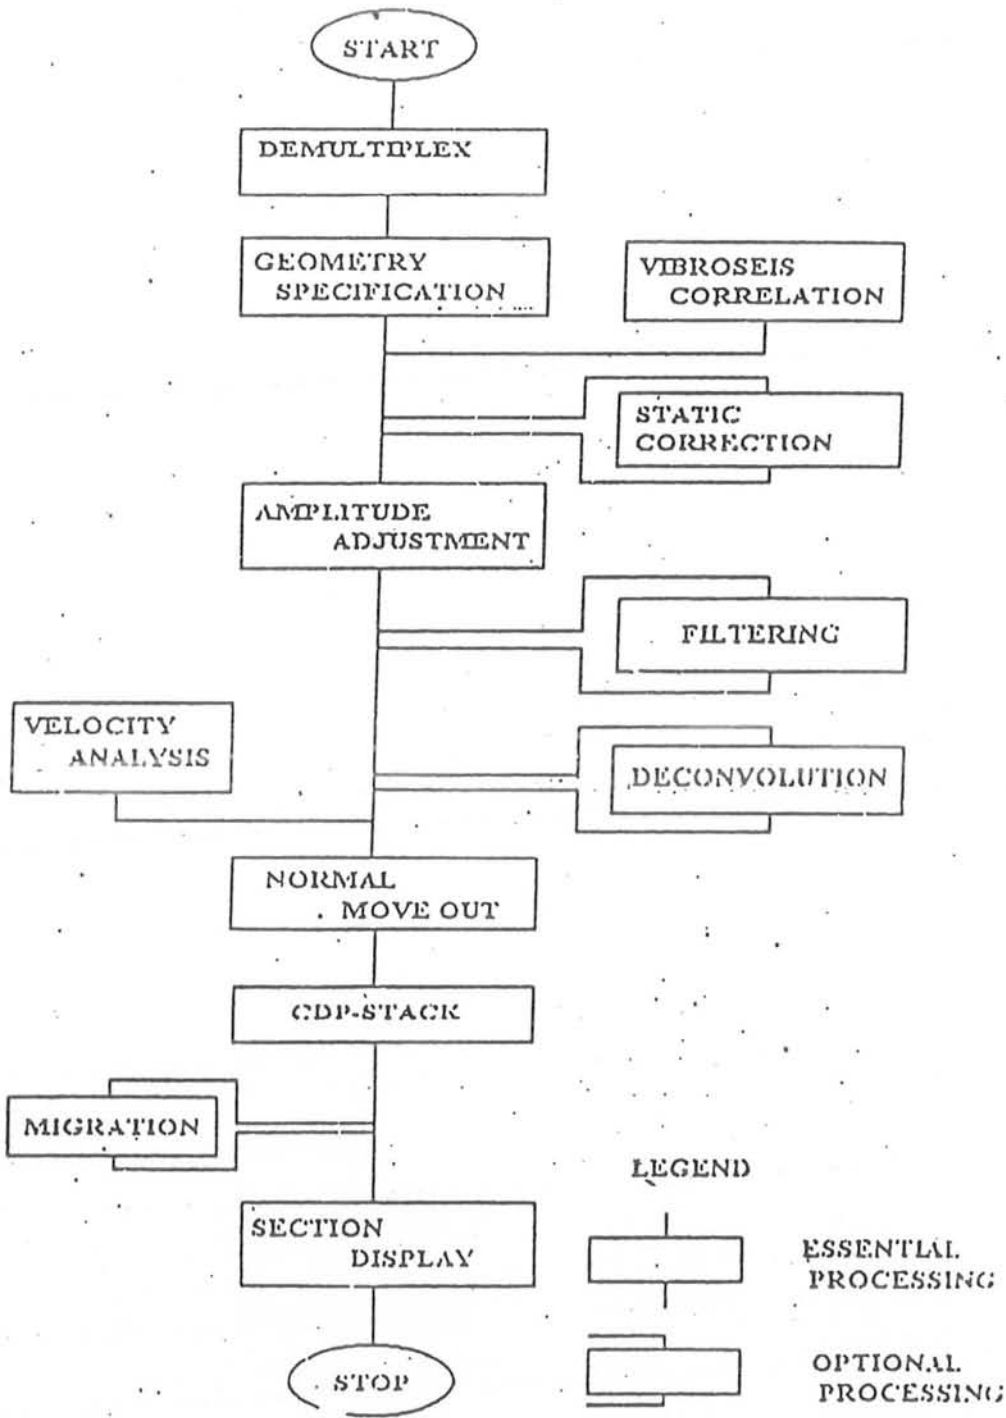 START
DEMULTIPLEX
GEOMETRY
SPECIFICATION
VIBROSEIS
CORRELATION
STATIC
CORRECTION
AMPLITUDE
ADJUSTMENT
FILTERING
VELOCITY
ANALYSIS
DECONVOLUTION
NORMAL
MOVE OUT
CDP-STACK
MIGRATION
SECTION
DISPLAY
STOP
LEGEND
ESSENTIAL
PROCESSING
OPTIONAL
PROCESSING